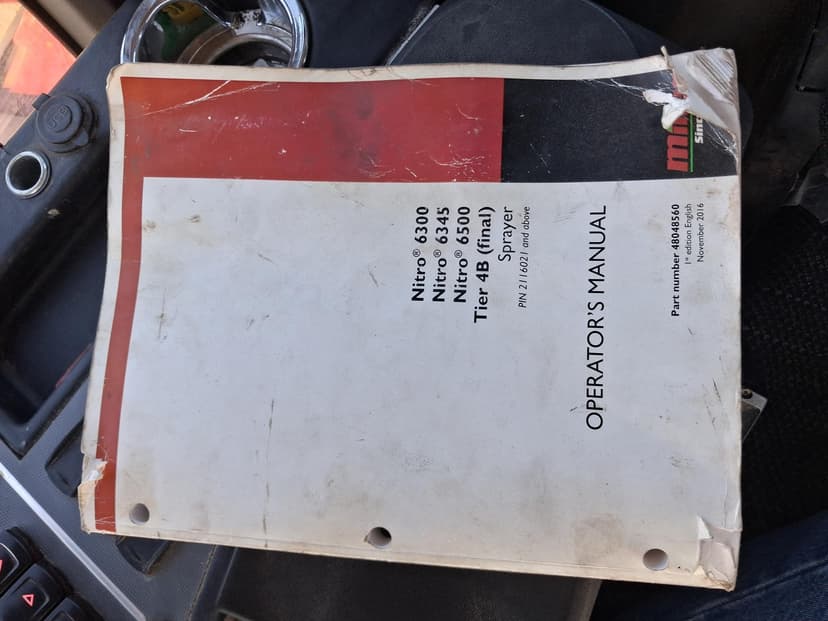 Nitro® 6300
Nitro® 6345
Nitro® 6500
Tier 4B (final)
Sprayer
PIN 2116021 and above
OPERATOR'S MANUAL
Part number 48048560
1st edition English
November 2016